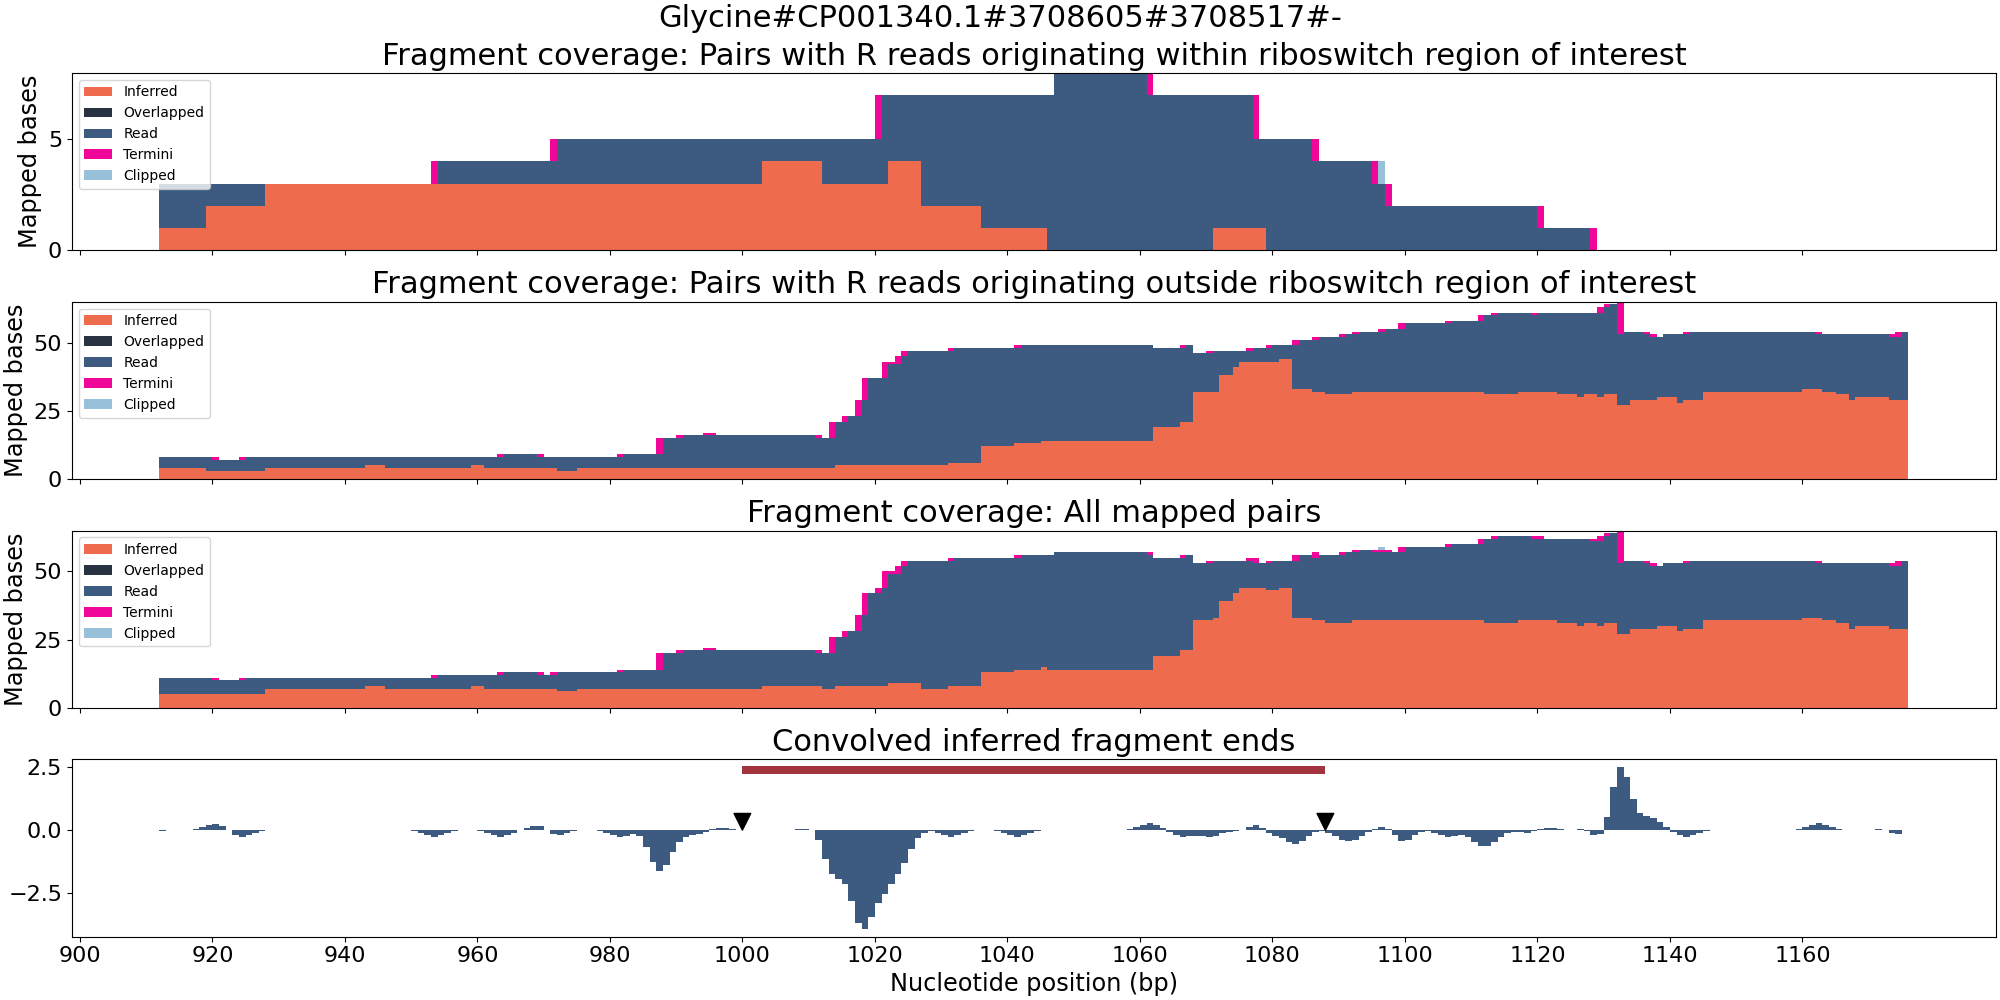 Glycine#CP001340.1#3708605#3708517#-
Fragment coverage: Pairs with R reads originating within riboswitch region of interest
Mapped bases
5
0
Inferred
Overlapped
Read
Termini
Clipped
Fragment coverage: Pairs with R reads originating outside riboswitch region of interest
Mapped bases
50
25
0
Inferred
Overlapped
Read
Termini
Clipped
Fragment coverage: All mapped pairs
Mapped bases
50
25
0
Inferred
Overlapped
Read
Termini
Clipped
Convolved inferred fragment ends
2.5
0.0
−2.5
900 920 940 960 980 1000 1020 1040 1060 1080 1100 1120 1140 1160
Nucleotide position (bp)